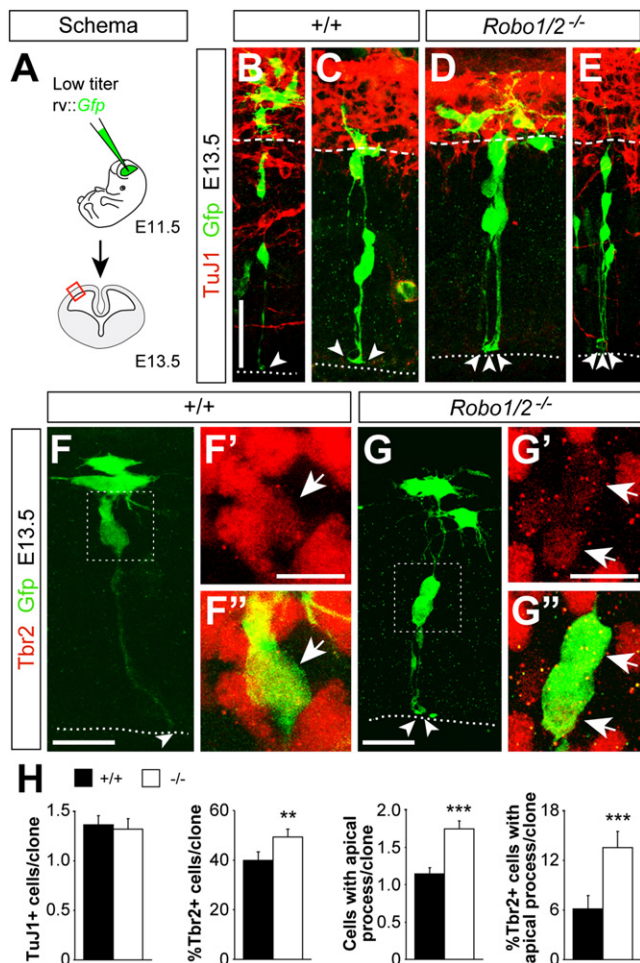 Schema
+/+
Robo1/2-/-
A
Low titer
rv::Gfp
E11.5
E13.5
TuJ1 Gfp E13.5
B
C
D
E
+/+
Robo1/2-/-
Tbr2 Gfp E13.5
F
F'
F"
G
G'
G"
H
+/+
-/-
TuJ1+ cells/clone
1.5
1.0
0.5
0
%Tbr2+ cells/clone
60
40
20
0
**
Cells with apical
process/clone
2.0
1.5
1.0
0.5
0
***
%Tbr2+ cells with
apical process/clone
18
12
6
0
***